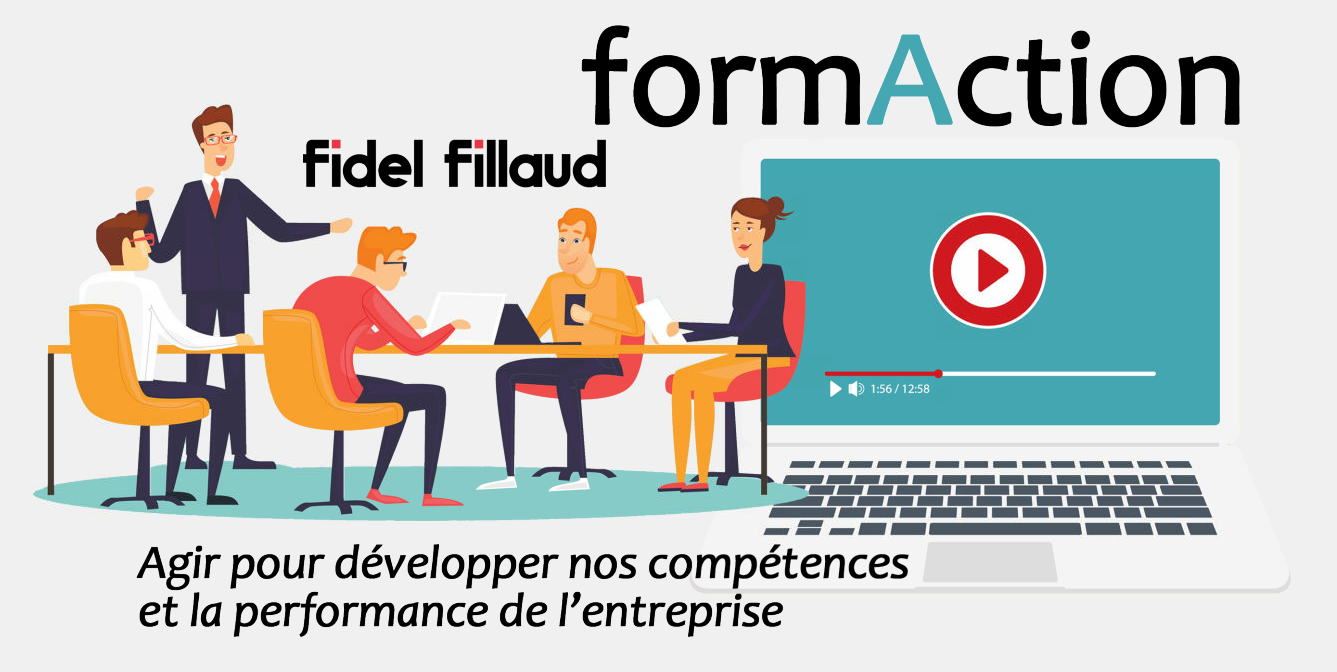 formAction
fidel fillaud
1:56 / 12:58
Agir pour développer nos compétences
et la performance de l'entreprise